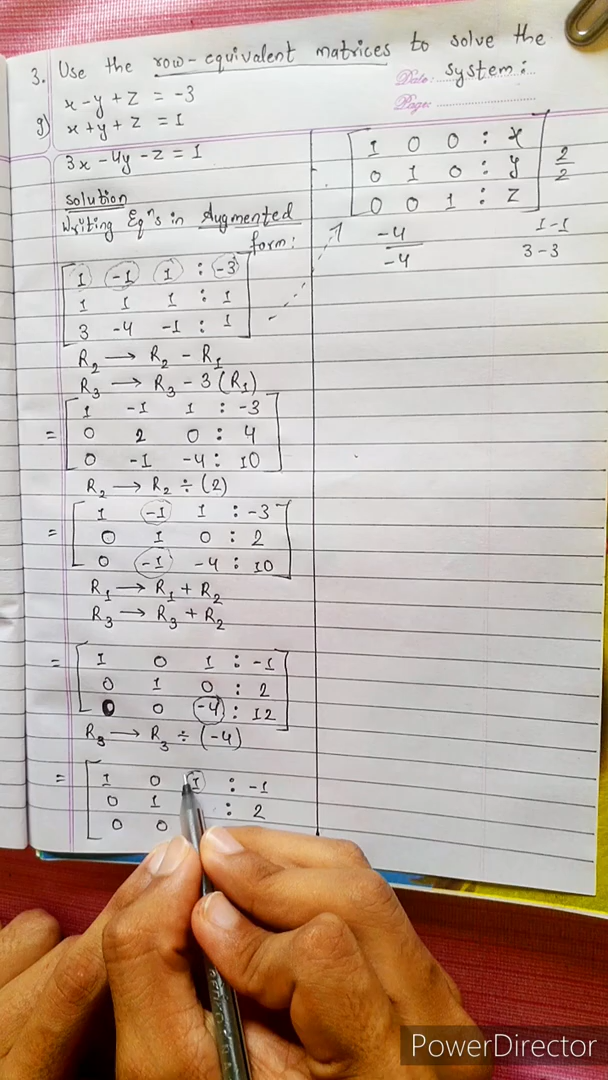 3. Use the row-equivalent matrices to solve the
system:
Date:
Page:
g) x-y+z = -3
x+y+z = 1
3x-4y-z = 1
solution
Writing Eqⁿs in Augmented
form:
1 -1 1 : -3
1 1 1 : 1
3 -4 -1 : 1
R₂ → R₂ - R₁
R₃ → R₃ - 3(R₁)
1 -1 1 : -3
= 0 2 0 : 4
0 -1 -4 : 10
R₂ → R₂ ÷ (2)
1 -1 1 : -3
= 0 1 0 : 2
0 -1 -4 : 10
R₁ → R₁ + R₂
R₃ → R₃ + R₂
= 1 0 1 : -1
0 1 0 : 2
0 0 -4 : 12
R₃ → R₃ ÷ (-4)
= 1 0 1 : -1
0 1 : 2
0 0
1 0 0 : x
0 1 0 : y
0 0 1 : z
2
2
-4
-4
1-1
3-3
PowerDirector